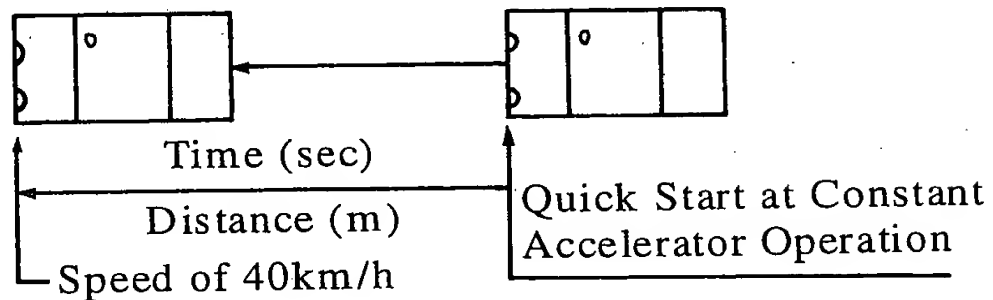 Time (sec)
Distance (m)
Speed of 40km/h
Quick Start at Constant
Accelerator Operation